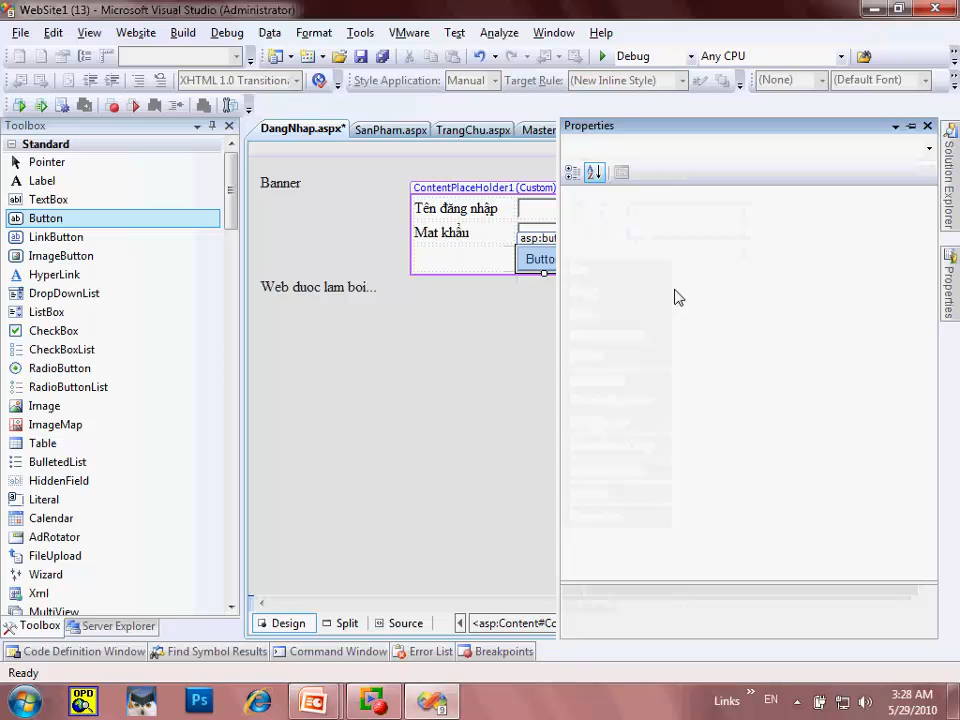 WebSite1 (13) - Microsoft Visual Studio (Administrator)
File Edit View Website Build Debug Data Format Tools VMware Test Analyze Window Help
Debug Any CPU
XHTML 1.0 Transition Style Application: Manual Target Rule: (New Inline Style) (None) (Default Font)
Toolbox
Standard
Pointer
Label
TextBox
Button
LinkButton
ImageButton
HyperLink
DropDownList
ListBox
CheckBox
CheckBoxList
RadioButton
RadioButtonList
Image
ImageMap
Table
BulletedList
HiddenField
Literal
Calendar
AdRotator
FileUpload
Wizard
Xml
MultiView
Toolbox Server Explorer
DangNhap.aspx* SanPham.aspx TrangChu.aspx Master
Banner
ContentPlaceHolder1 (Custom)
Tên đăng nhập
Mat khẩu
asp:but
Butto
Web duoc lam boi...
Design Split Source <asp:Content#Co
Properties
Solution Explorer
Properties
Code Definition Window Find Symbol Results Command Window Error List Breakpoints
Ready
OPD
Ps
Links » EN
3:28 AM
5/29/2010